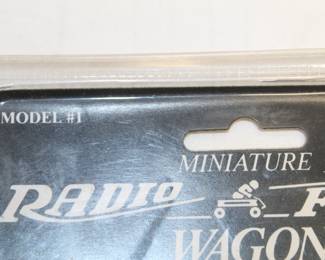 MODEL #1
MINIATURE
RADIO F
WAGON